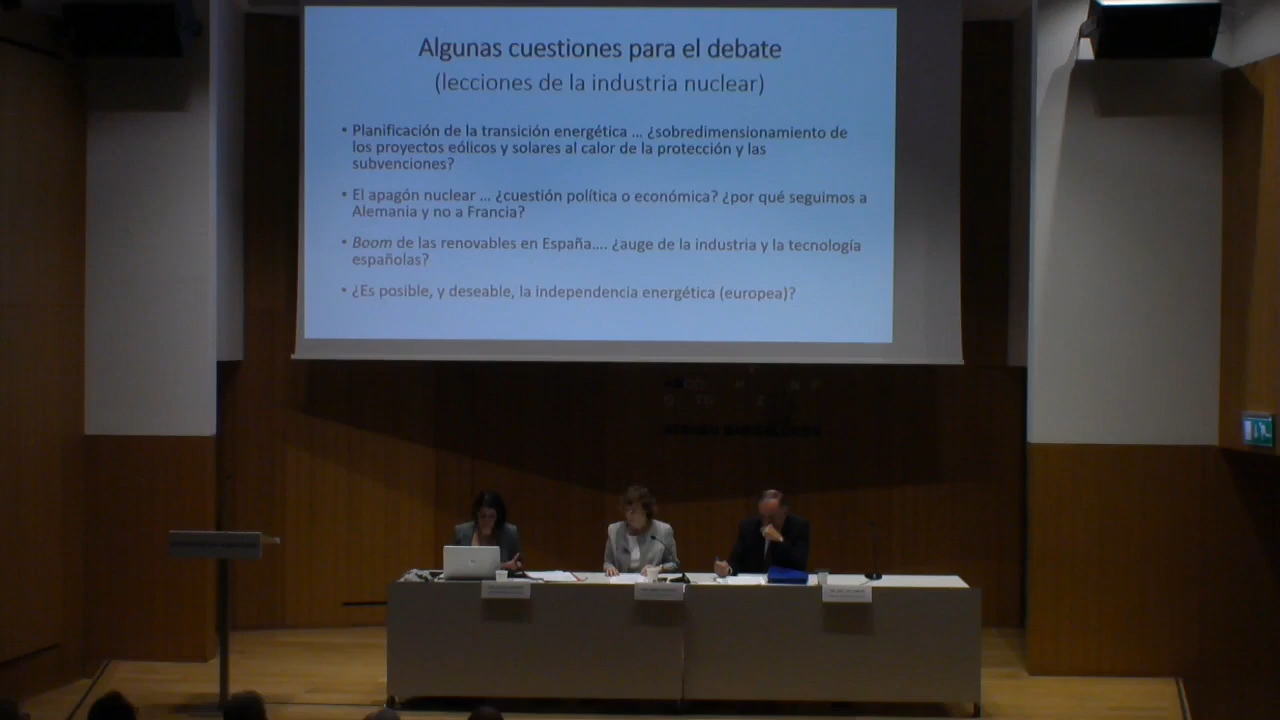 Algunas cuestiones para el debate
(lecciones de la industria nuclear)
• Planificación de la transición energética ... ¿sobredimensionamiento de
los proyectos eólicos y solares al calor de la protección y las
subvenciones?
• El apagón nuclear ... ¿cuestión política o económica? ¿por qué seguimos a
Alemania y no a Francia?
• Boom de las renovables en España.... ¿auge de la industria y la tecnología
españolas?
• ¿Es posible, y deseable, la independencia energética (europea)?